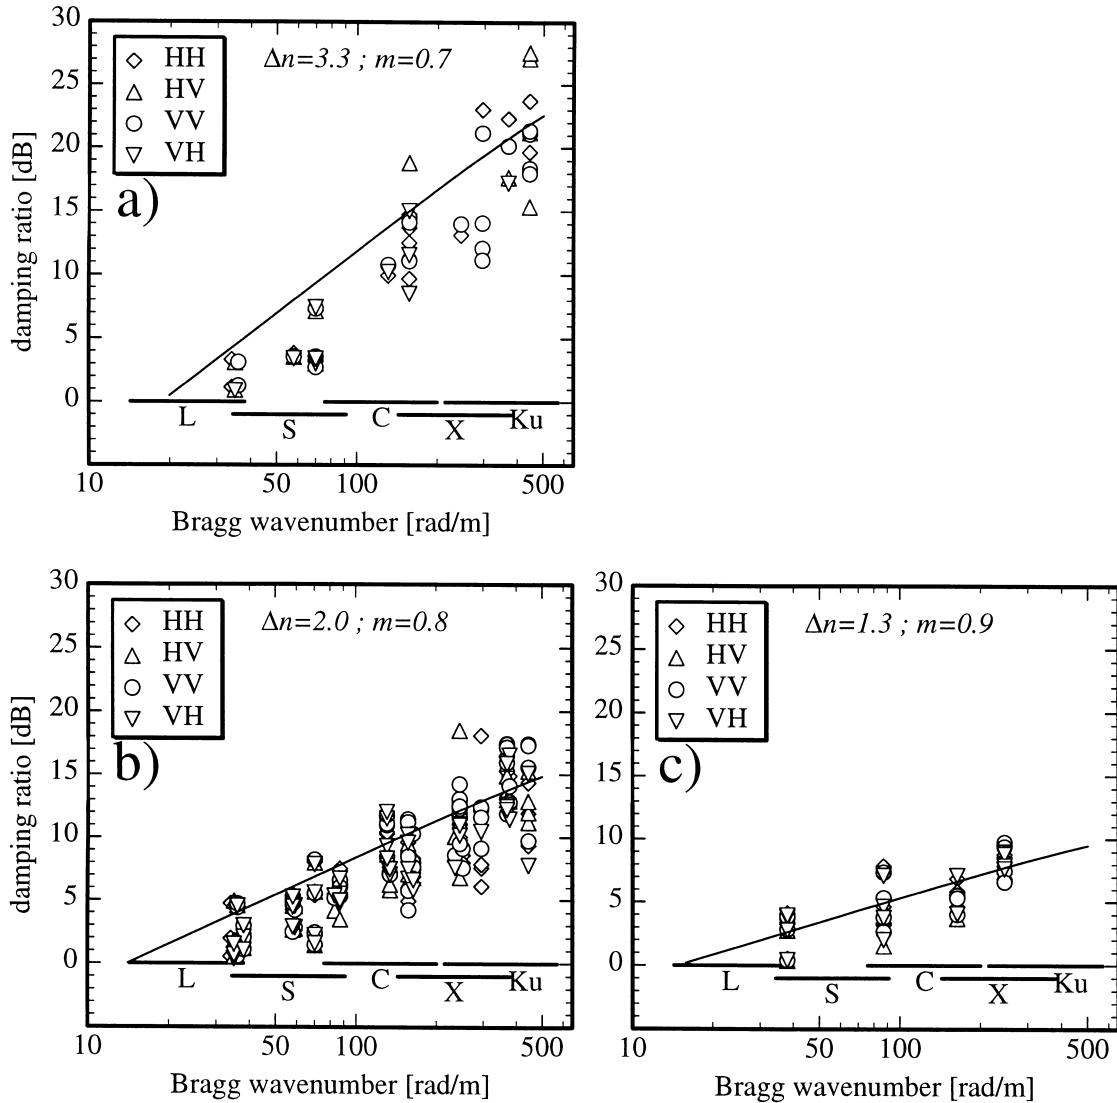 30
25
20
15
10
5
0
damping ratio [dB]
HH
HV
VV
VH
Δn=3.3 ; m=0.7
a)
L
S
C
X
Ku
10
50
100
500
Bragg wavenumber [rad/m]
30
25
20
15
10
5
0
damping ratio [dB]
HH
HV
VV
VH
Δn=2.0 ; m=0.8
b)
L
S
C
X
Ku
10
50
100
500
Bragg wavenumber [rad/m]
30
25
20
15
10
5
0
HH
HV
VV
VH
Δn=1.3 ; m=0.9
c)
L
S
C
X
Ku
10
50
100
500
Bragg wavenumber [rad/m]